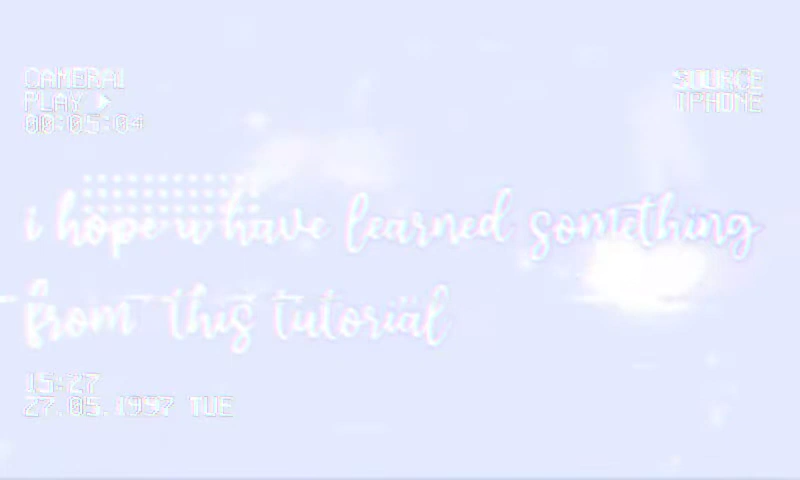 CAMERA1
SOURCE
PLAY
IPHONE
00:05:04
i hope u have learned something
from this tutorial
15:27
27.05.1997 TUE